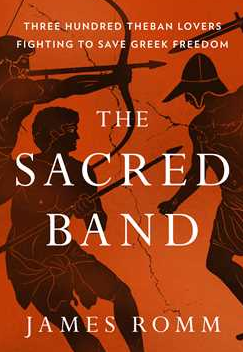 THREE HUNDRED THEBAN LOVERS
FIGHTING TO SAVE GREEK FREEDOM
THE
SACRED
BAND
JAMES ROMM